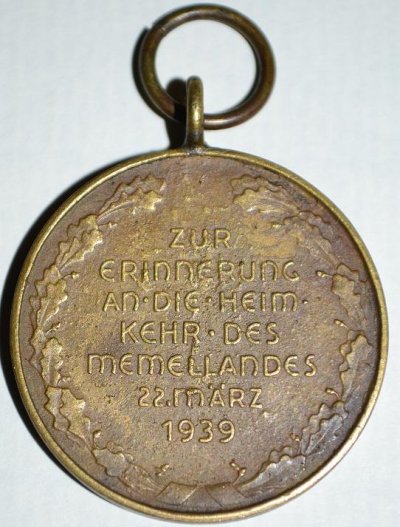 ZUR
ERINNERUNG
AN·DIE·HEIM·
KEHR·DES
MEMELLANDES
22.MÄRZ
1939